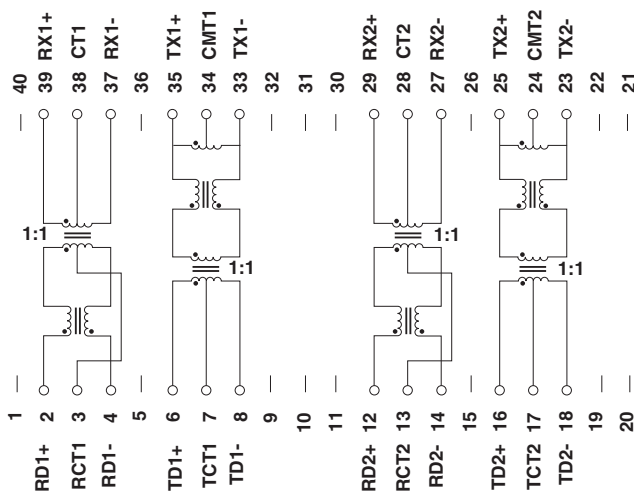 RX1+ CT1 RX1- TX1+ CMT1 TX1- RX2+ CT2 RX2- TX2+ CMT2 TX2-
40 39 38 37 36 35 34 33 32 31 30 29 28 27 26 25 24 23 22 21
1:1 1:1 1:1 1:1
1 2 3 4 5 6 7 8 9 10 11 12 13 14 15 16 17 18 19 20
RD1+ RCT1 RD1- TD1+ TCT1 TD1- RD2+ RCT2 RD2- TD2+ TCT2 TD2-